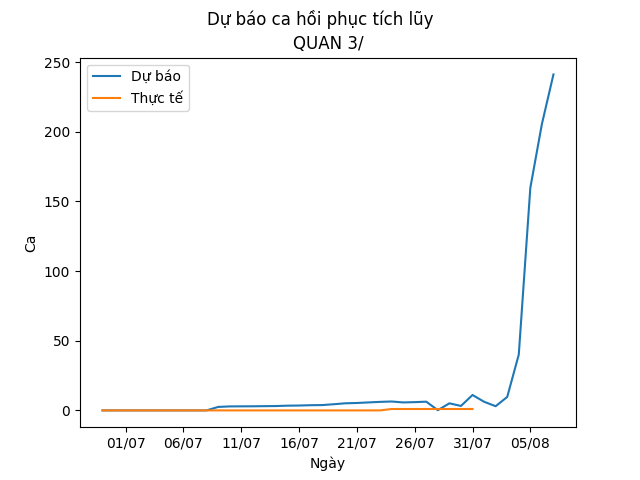 Dự báo ca hồi phục tích lũy
QUAN 3/
Dự báo
Thực tế
250
200
150
100
50
0
Ca
01/07 06/07 11/07 16/07 21/07 26/07 31/07 05/08
Ngày